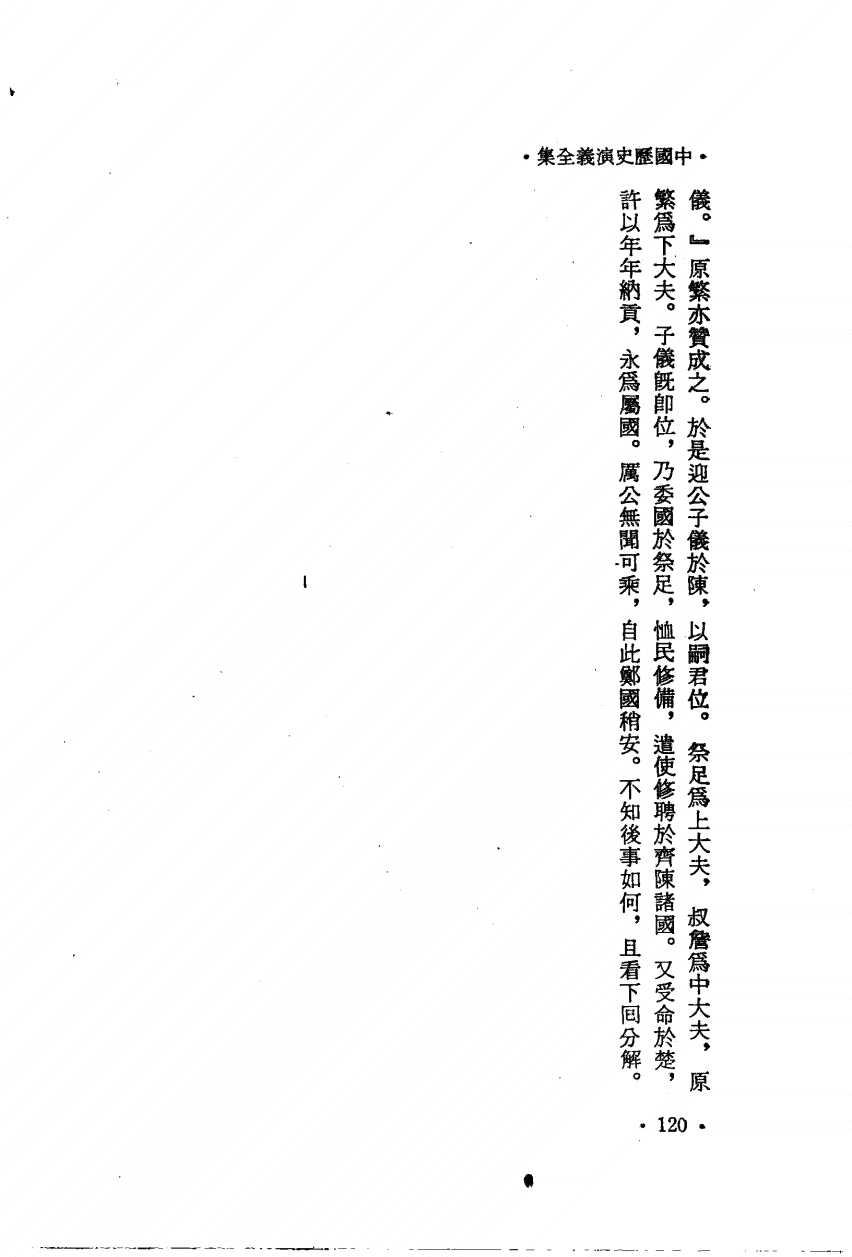 ·中國歷史演義全集·
儀。』原繁亦贊成之。於是迎公子儀於陳，以嗣君位。祭足爲上大夫，叔詹爲中大夫，原
繁爲下大夫。子儀旣卽位，乃委國於祭足，恤民修備，遣使修聘於齊陳諸國。又受命於楚，
許以年年納貢，永爲屬國。厲公無聞可乘，自此鄭國稍安。不知後事如何，且看下回分解。
·120·